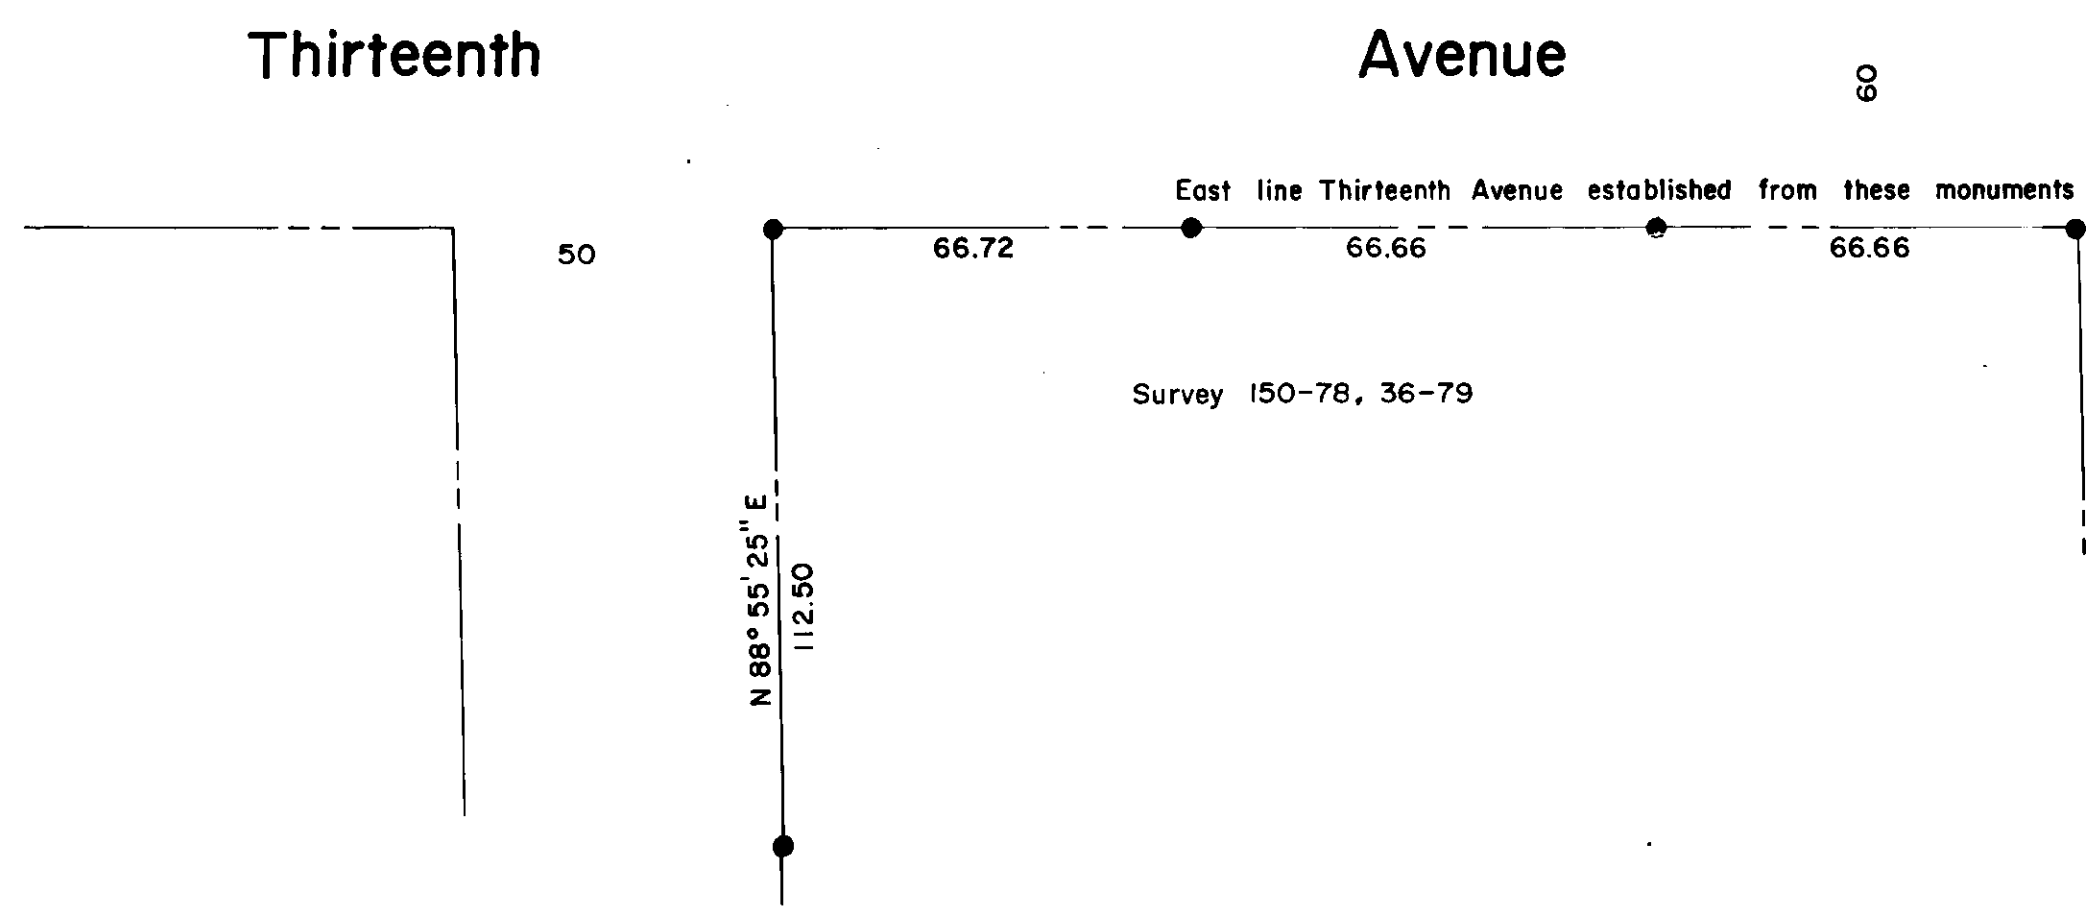 Thirteenth Avenue
60
East line Thirteenth Avenue established from these monuments
50
66.72
66.66
66.66
Survey 150-78, 36-79
N 88° 55' 25" E
112.50